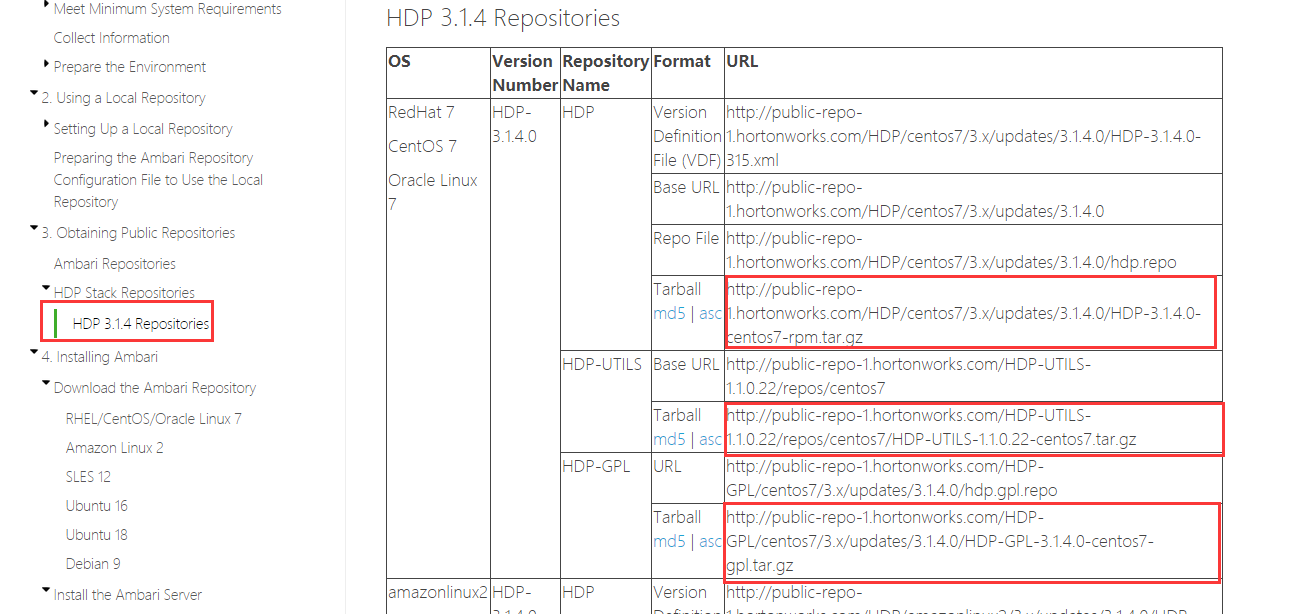 Meet Minimum System Requirements
Collect Information
Prepare the Environment
2. Using a Local Repository
Setting Up a Local Repository
Preparing the Ambari Repository
Configuration File to Use the Local
Repository
3. Obtaining Public Repositories
Ambari Repositories
HDP Stack Repositories
HDP 3.1.4 Repositories
4. Installing Ambari
Download the Ambari Repository
RHEL/CentOS/Oracle Linux 7
Amazon Linux 2
SLES 12
Ubuntu 16
Ubuntu 18
Debian 9
Install the Ambari Server
HDP 3.1.4 Repositories
OS
Version
Number
Repository
Name
Format
URL
RedHat 7
CentOS 7
Oracle Linux
7
HDP-
3.1.4.0
HDP
Version
Definition
File (VDF)
http://public-repo-
1.hortonworks.com/HDP/centos7/3.x/updates/3.1.4.0/HDP-3.1.4.0-
315.xml
Base URL
http://public-repo-
1.hortonworks.com/HDP/centos7/3.x/updates/3.1.4.0
Repo File
http://public-repo-
1.hortonworks.com/HDP/centos7/3.x/updates/3.1.4.0/hdp.repo
Tarball
md5 | asc
http://public-repo-
1.hortonworks.com/HDP/centos7/3.x/updates/3.1.4.0/HDP-3.1.4.0-
centos7-rpm.tar.gz
HDP-UTILS
Base URL
http://public-repo-1.hortonworks.com/HDP-UTILS-
1.1.0.22/repos/centos7
Tarball
md5 | asc
http://public-repo-1.hortonworks.com/HDP-UTILS-
1.1.0.22/repos/centos7/HDP-UTILS-1.1.0.22-centos7.tar.gz
HDP-GPL
URL
http://public-repo-1.hortonworks.com/HDP-
GPL/centos7/3.x/updates/3.1.4.0/hdp.gpl.repo
Tarball
md5 | asc
http://public-repo-1.hortonworks.com/HDP-
GPL/centos7/3.x/updates/3.1.4.0/HDP-GPL-3.1.4.0-centos7-
gpl.tar.gz
amazonlinux2
HDP-
3.1.4.0
HDP
Version
Definition
http://public-repo-
1.hortonworks.com/HDP/amazonlinux2/3.x/updates/3.1.4.0/HDP-